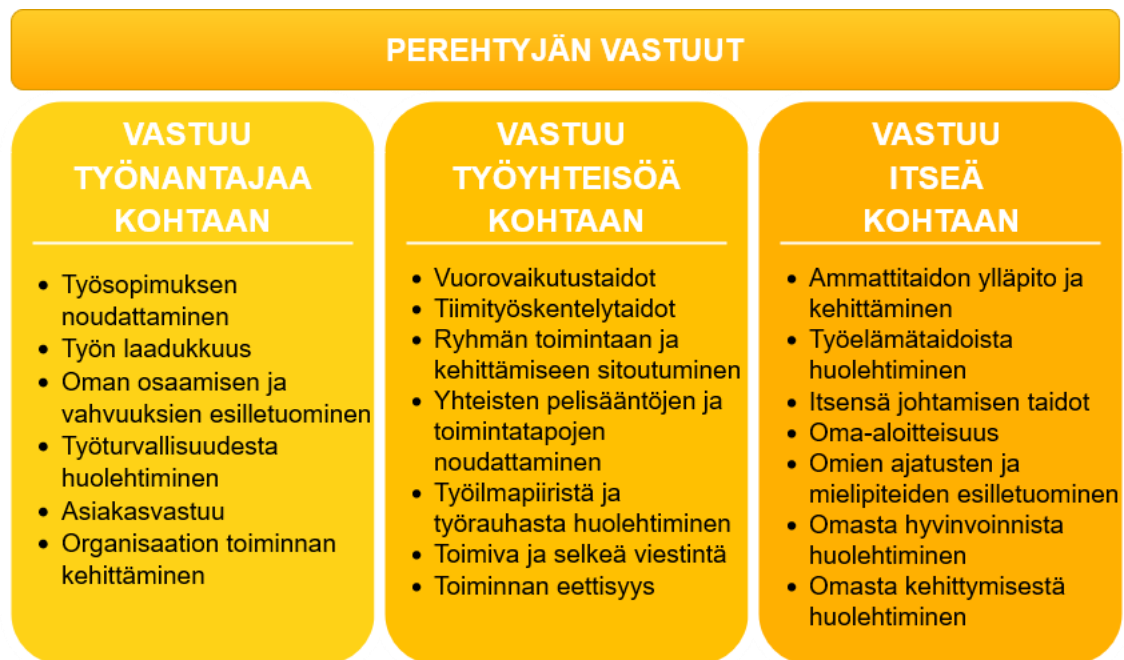 PEREHTYJÄN VASTUUT
VASTUU
TYÖNANTAJAA
KOHTAAN
• Työsopimuksen
noudattaminen
• Työn laadukkuus
• Oman osaamisen ja
vahvuuksien esilletuominen
• Työturvallisuudesta
huolehtiminen
• Asiakasvastuu
• Organisaation toiminnan
kehittäminen
VASTUU
TYÖYHTEISÖÄ
KOHTAAN
• Vuorovaikutustaidot
• Tiimityöskentelytaidot
• Ryhmän toimintaan ja
kehittämiseen sitoutuminen
• Yhteisten pelisääntöjen ja
toimintatapojen
noudattaminen
• Työilmapiiristä ja
työrauhasta huolehtiminen
• Toimiva ja selkeä viestintä
• Toiminnan eettisyys
VASTUU
ITSEÄ
KOHTAAN
• Ammattitaidon ylläpito ja
kehittäminen
• Työelämätaidoista
huolehtiminen
• Itsensä johtamisen taidot
• Oma-aloitteisuus
• Omien ajatusten ja
mielipiteiden esilletuominen
• Omasta hyvinvoinnista
huolehtiminen
• Omasta kehittymisestä
huolehtiminen